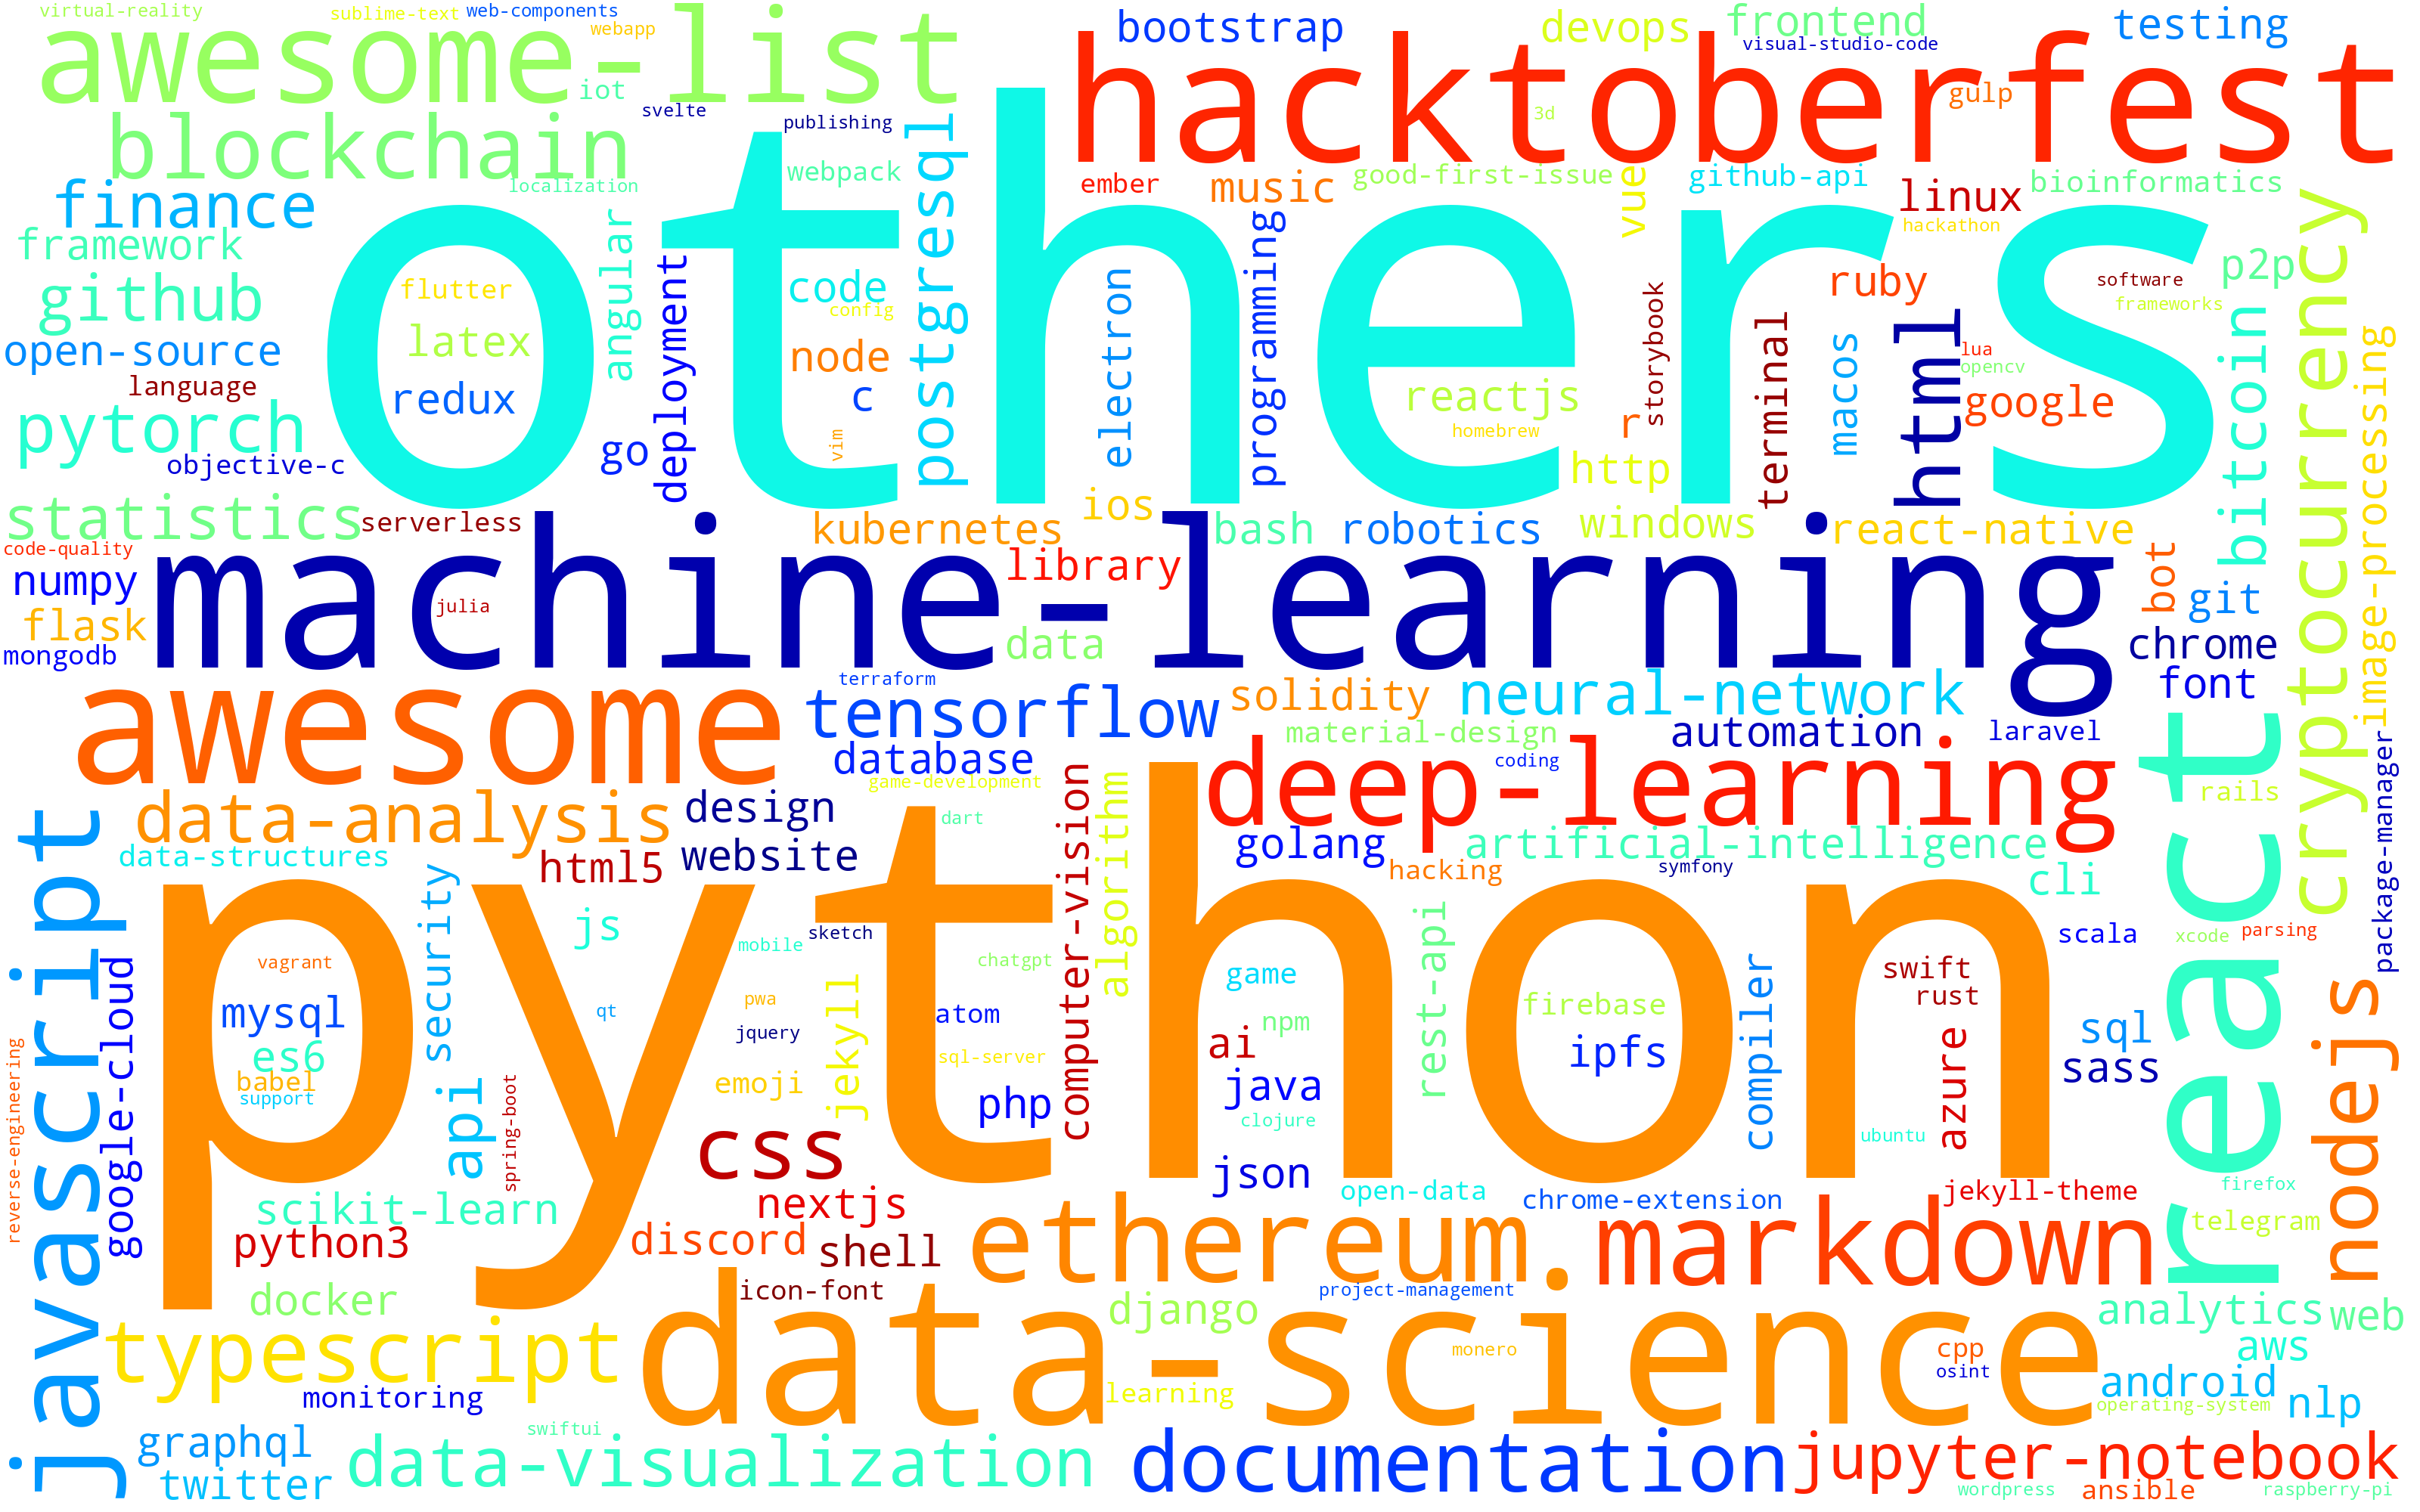 virtual-reality
sublime-text
web-components
webapp
awesome-list
iot
svelte
bootstrap
devops
frontend
visual-studio-code
testing
hacktoberfest
gulp
3d
blockchain
publishing
postgresql
webpack
localization
finance
ember
music
good-first-issue
vue
github-api
linux
bioinformatics
hackathon
framework
others
angular
code
config
github
flutter
deployment
electron
programming
ruby
software
frameworks
p2p
cryptocurrency
open-source
latex
node
storybook
terminal
macos
html
lua
opencv
bitcoin
image-processing
language
redux
c
reactjs
r
google
pytorch
go
vim
homebrew
objective-c
http
statistics
serverless
ios
kubernetes
bash
robotics
windows
react-native
code-quality
numpy
machine-learning
julia
library
bot
git
flask
data
chrome
mongodb
awesome
terraform
tensorflow
solidity
neural-network
font
database
material-design
automation
laravel
package-manager
coding
deep-learning
react
game-development
rails
data-analysis
design
dart
computer-vision
algorithm
javascript
data-structures
html5
website
golang
artificial-intelligence
hacking
symfony
cli
python
security
js
mobile
sketch
chatgpt
rest-api
scala
xcode
parsing
vagrant
google-cloud
game
compiler
swift
rust
nodejs
mysql
qt
pwa
jekyll
atom
npm
firebase
azure
sql
jquery
es6
sql-server
ai
ipfs
sass
babel
support
reverse-engineering
api
spring-boot
emoji
php
java
clojure
ubuntu
css
json
open-data
chrome-extension
jekyll-theme
firefox
scikit-learn
nextjs
ethereum
markdown
telegram
python3
discord
shell
docker
icon-font
project-management
django
analytics
web
typescript
data-science
monero
cpp
osint
aws
monitoring
learning
android
nlp
operating-system
graphql
swiftui
data-visualization
documentation
jupyter-notebook
twitter
wordpress
ansible
raspberry-pi